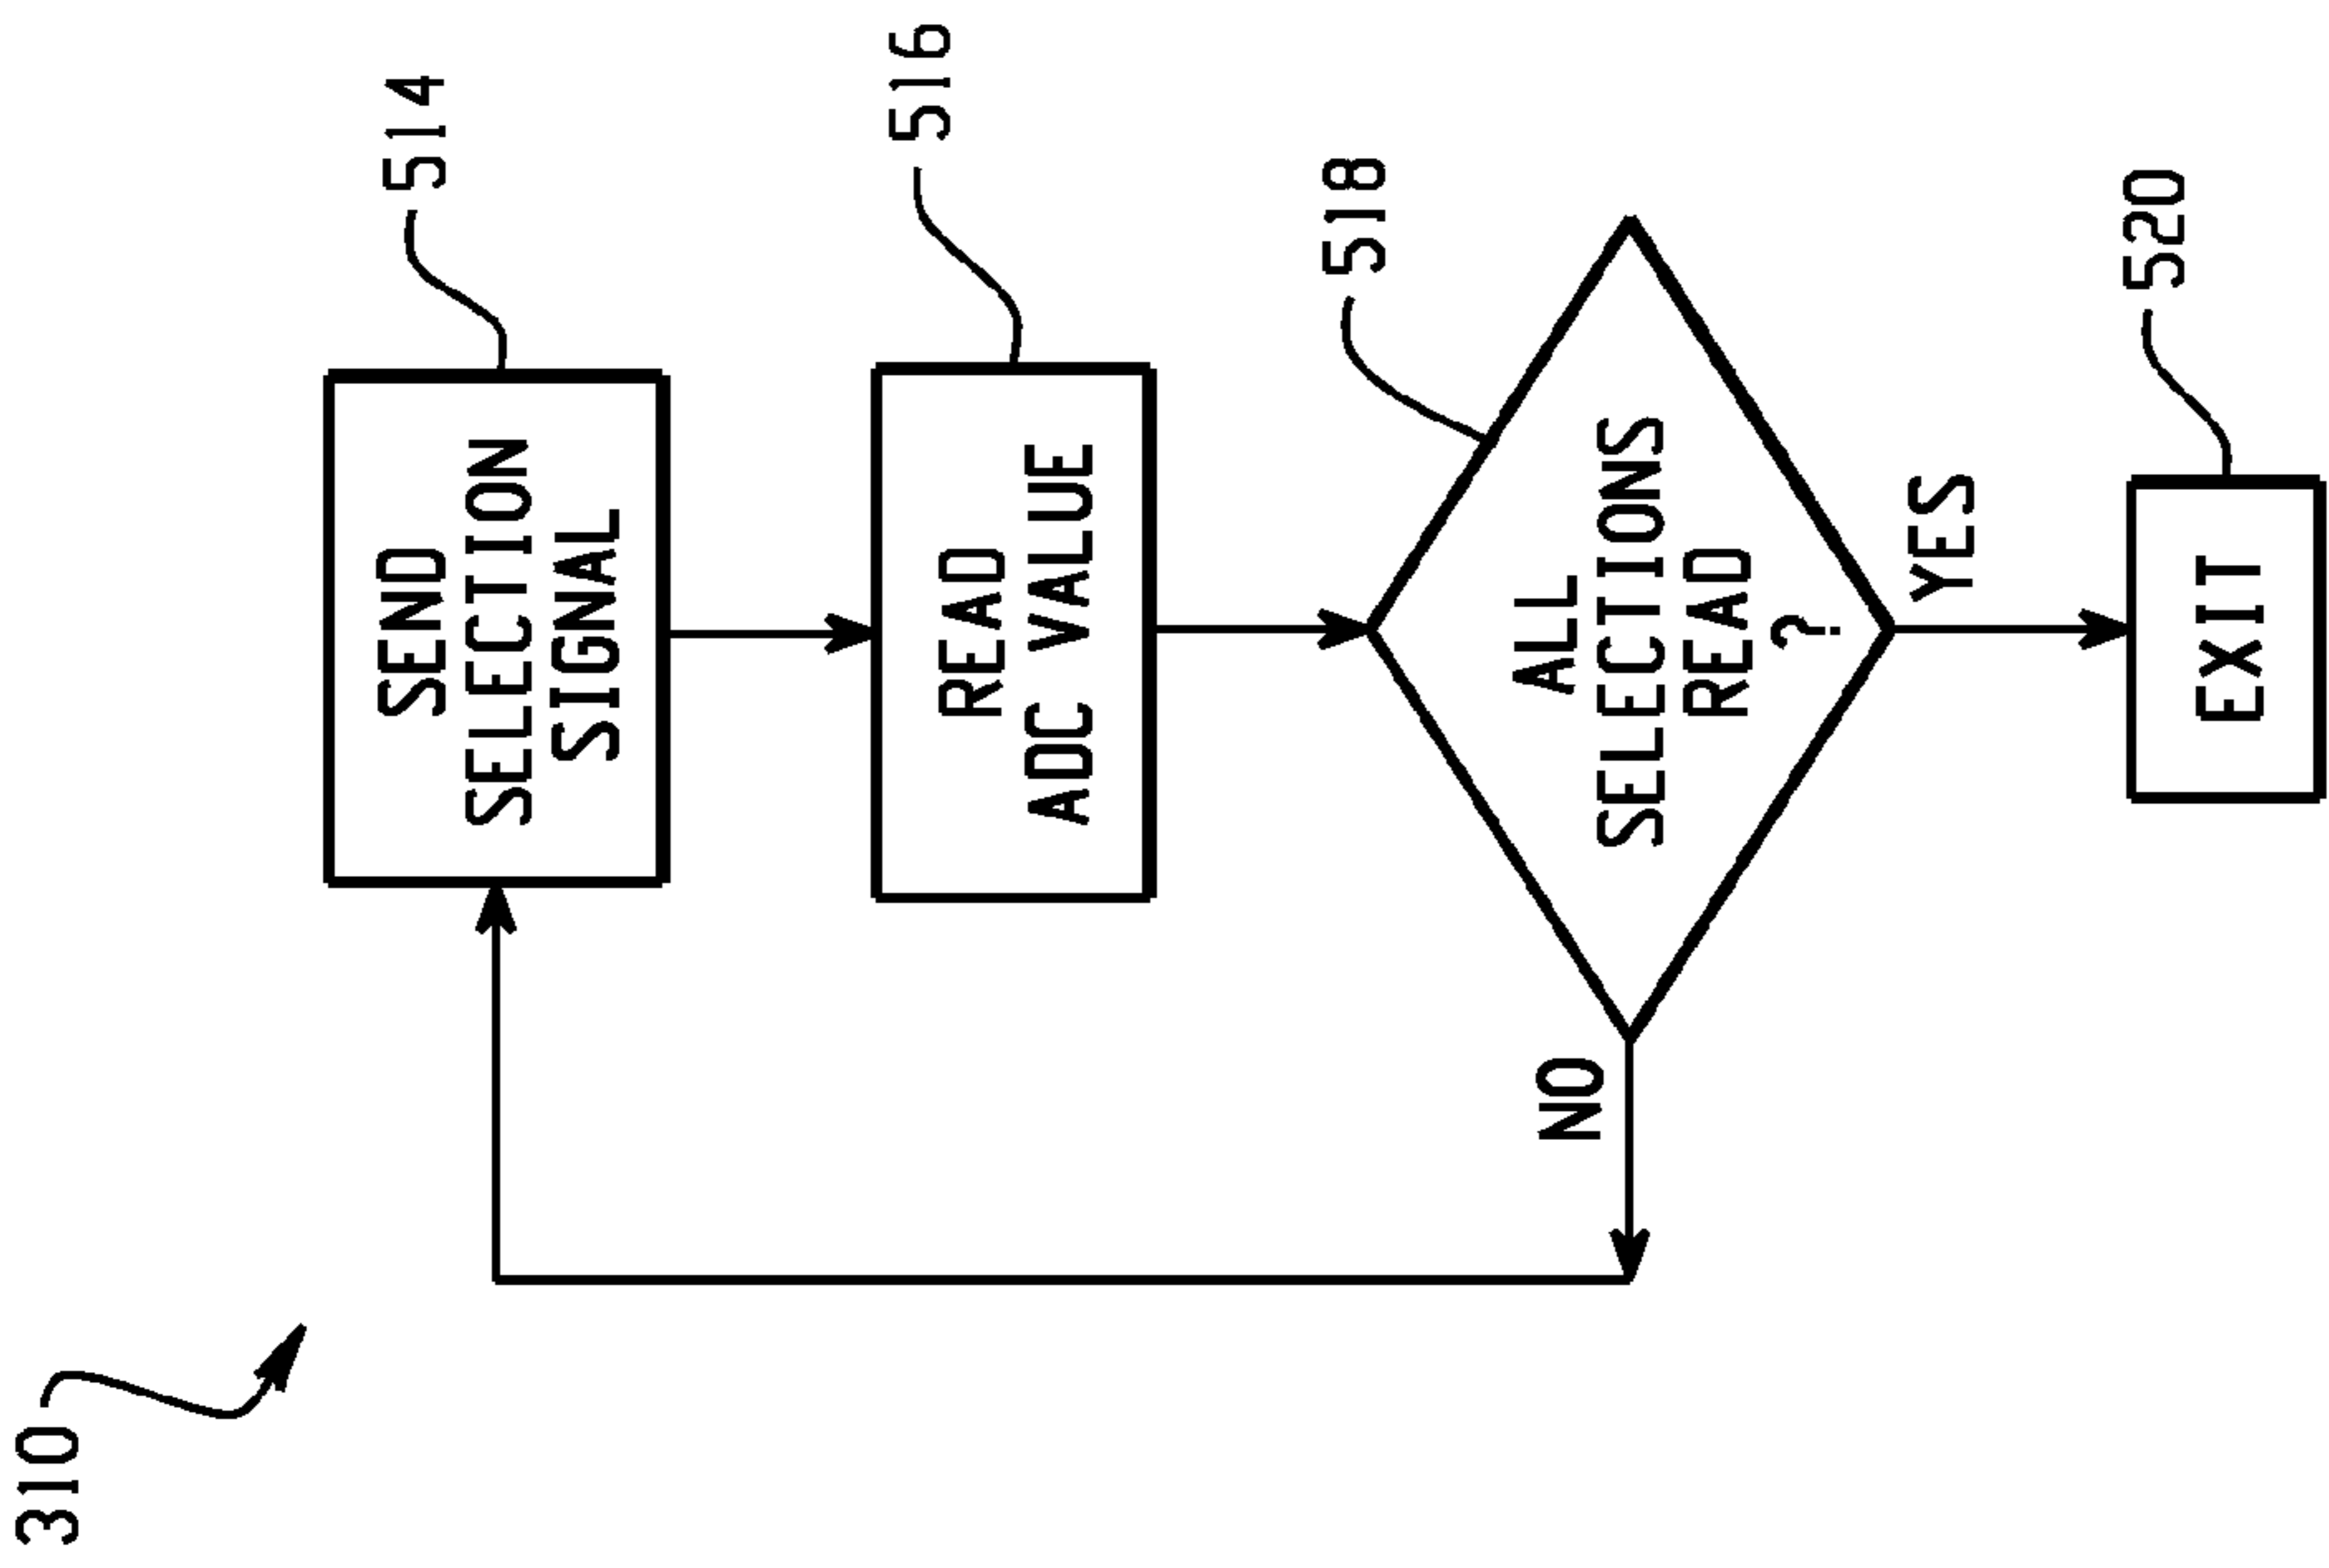 310
SEND
SELECTION
SIGNAL
514
READ
ADC VALUE
516
ALL
SELECTIONS
READ
?
518
NO
YES
EXIT
520